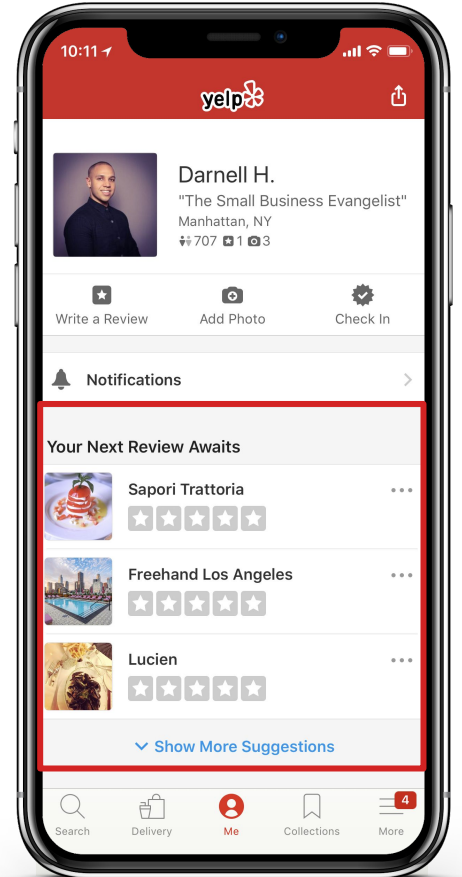 10:11
yelp
Darnell H.
"The Small Business Evangelist"
Manhattan, NY
707 1 3
Write a Review Add Photo Check In
Notifications
Your Next Review Awaits
Sapori Trattoria
Freehand Los Angeles
Lucien
Show More Suggestions
4
Search Delivery Me Collections More